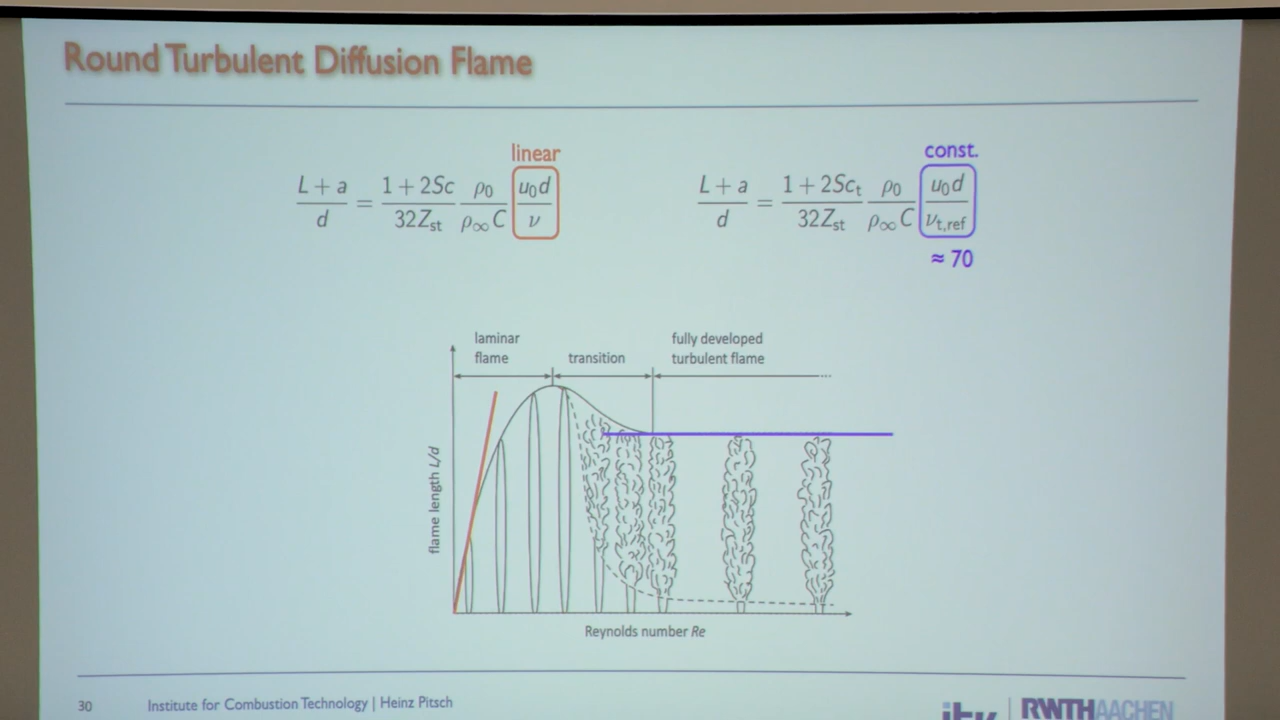 Round Turbulent Diffusion Flame
linear
const.
L + a / d = 1 + 2Sc / 32Z_st ρ_0 / ρ_∞ C u_0 d / ν
L + a / d = 1 + 2Sc_t / 32Z_st ρ_0 / ρ_∞ C u_0 d / ν_t,ref
≈ 70
laminar
flame
transition
fully developed
turbulent flame
flame length L/d
Reynolds number Re
30 Institute for Combustion Technology | Heinz Pitsch
itv RWTHAACHEN